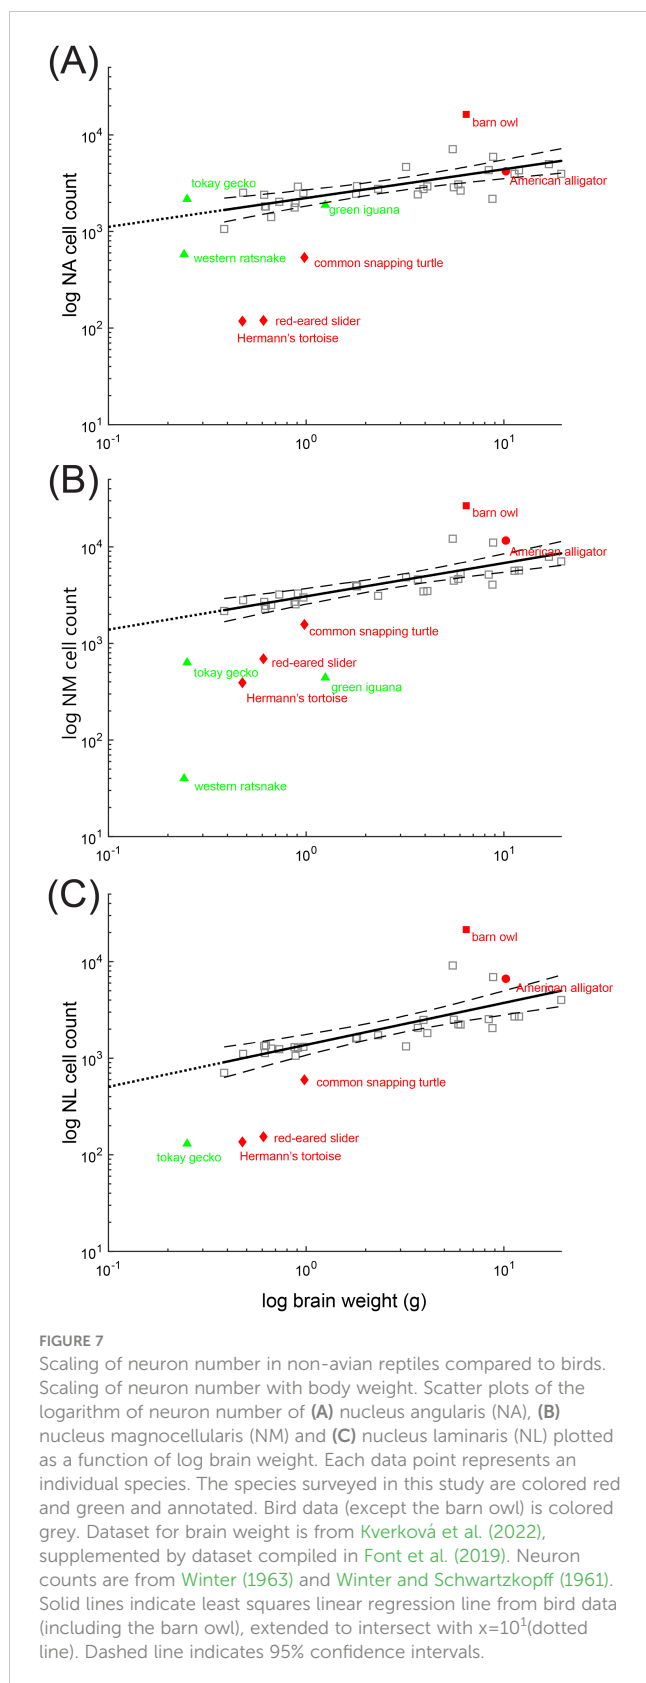 (A)
log NA cell count
10^4
10^3
10^2
10^1
barn owl
tokay gecko
American alligator
green iguana
western ratsnake
common snapping turtle
red-eared slider
Hermann's tortoise
10^-1
10^0
10^1
(B)
log NM cell count
10^4
10^3
10^2
10^1
barn owl
American alligator
common snapping turtle
red-eared slider
tokay gecko
green iguana
Hermann's tortoise
western ratsnake
10^-1
10^0
10^1
(C)
log NL cell count
10^4
10^3
10^2
10^1
barn owl
American alligator
common snapping turtle
red-eared slider
Hermann's tortoise
tokay gecko
10^-1
10^0
10^1
log brain weight (g)
FIGURE 7
Scaling of neuron number in non-avian reptiles compared to birds.
Scaling of neuron number with body weight. Scatter plots of the
logarithm of neuron number of (A) nucleus angularis (NA), (B)
nucleus magnocellularis (NM) and (C) nucleus laminaris (NL) plotted
as a function of log brain weight. Each data point represents an
individual species. The species surveyed in this study are colored red
and green and annotated. Bird data (except the barn owl) is colored
grey. Dataset for brain weight is from Kverková et al. (2022),
supplemented by dataset compiled in Font et al. (2019). Neuron
counts are from Winter (1963) and Winter and Schwartzkopff (1961).
Solid lines indicate least squares linear regression line from bird data
(including the barn owl), extended to intersect with x=10^1(dotted
line). Dashed line indicates 95% confidence intervals.